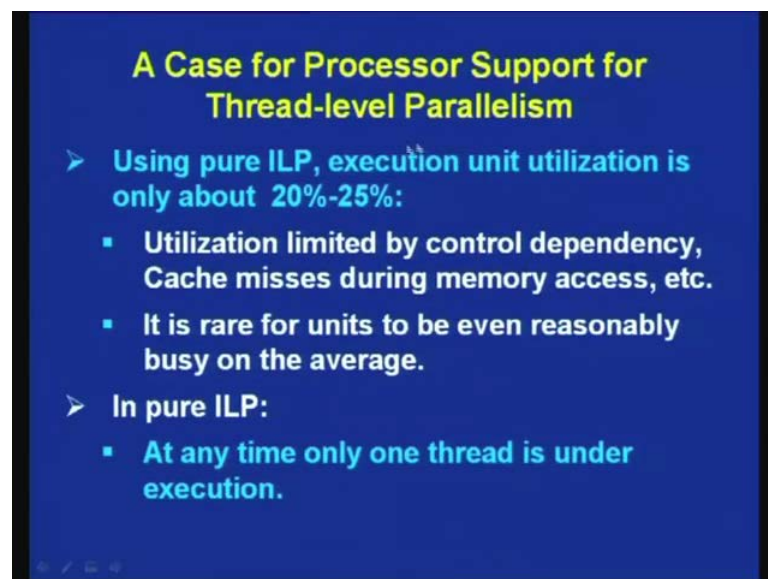 A Case for Processor Support for
Thread-level Parallelism
➢ Using pure ILP, execution unit utilization is
only about 20%-25%:
▪ Utilization limited by control dependency,
Cache misses during memory access, etc.
▪ It is rare for units to be even reasonably
busy on the average.
➢ In pure ILP:
▪ At any time only one thread is under
execution.